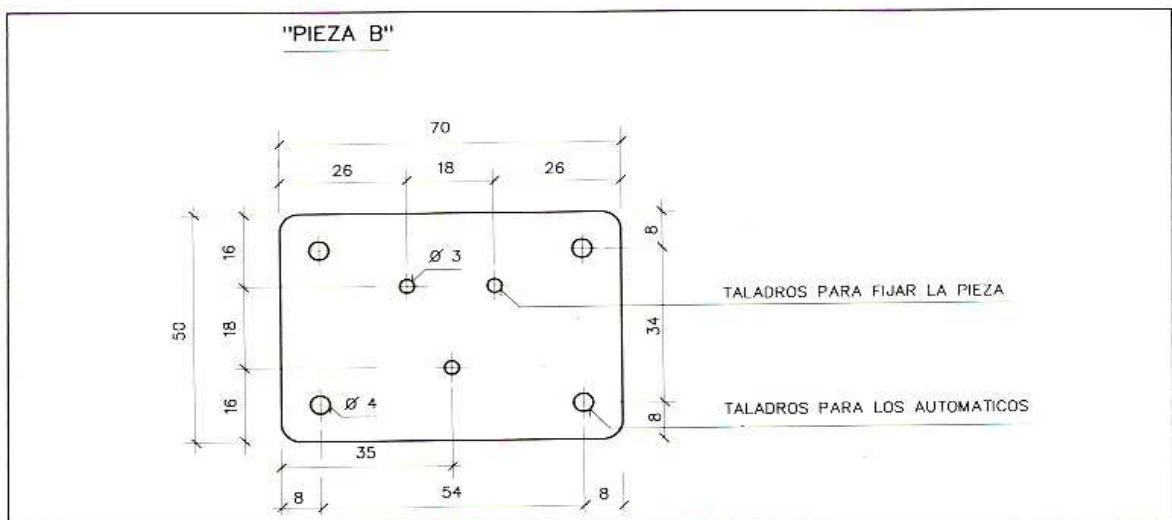 "PIEZA B"
70
26 18 26
16
8
Ø 3
TALADROS PARA FIJAR LA PIEZA
50
18
34
16
Ø 4
TALADROS PARA LOS AUTOMATICOS
8
35
8 54 8